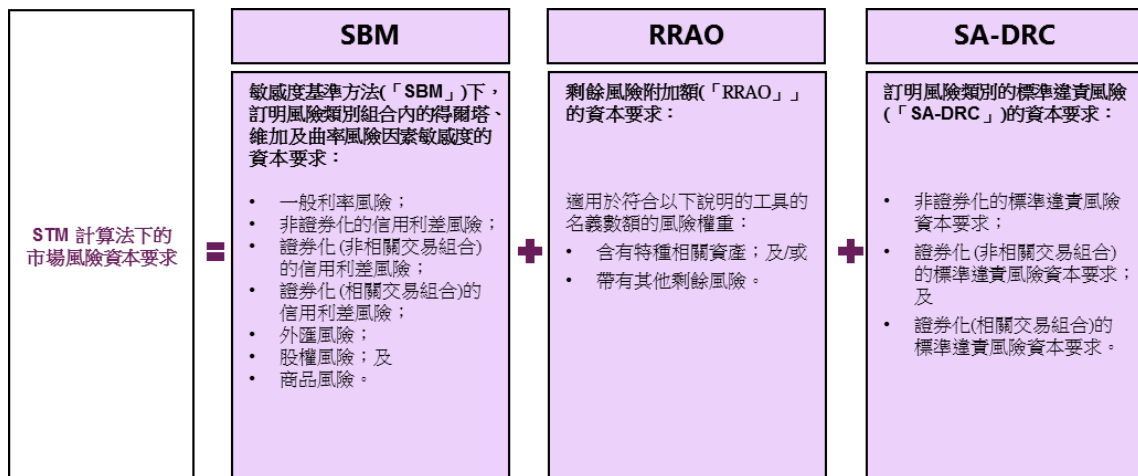 STM 計算法下的
市場風險資本要求
=
SBM
敏感度基準方法(「SBM」)下，
訂明風險類別組合內的得爾塔、
維加及曲率風險因素敏感度的
資本要求：
• 一般利率風險；
• 非證券化的信用利差風險；
• 證券化(非相關交易組合)
的信用利差風險；
• 證券化(相關交易組合)的
信用利差風險；
• 外匯風險；
• 股權風險；及
• 商品風險。
+
RRAO
剩餘風險附加額(「RRAO」」
的資本要求：
適用於符合以下說明的工具的
名義數額的風險權重：
• 含有特種相關資產；及/或
• 帶有其他剩餘風險。
+
SA-DRC
訂明風險類別的標準違責風險
(「SA-DRC」)的資本要求：
• 非證券化的標準違責風險
資本要求；
• 證券化(非相關交易組合)
的標準違責風險資本要求；
及
• 證券化(相關交易組合)的
標準違責風險資本要求。